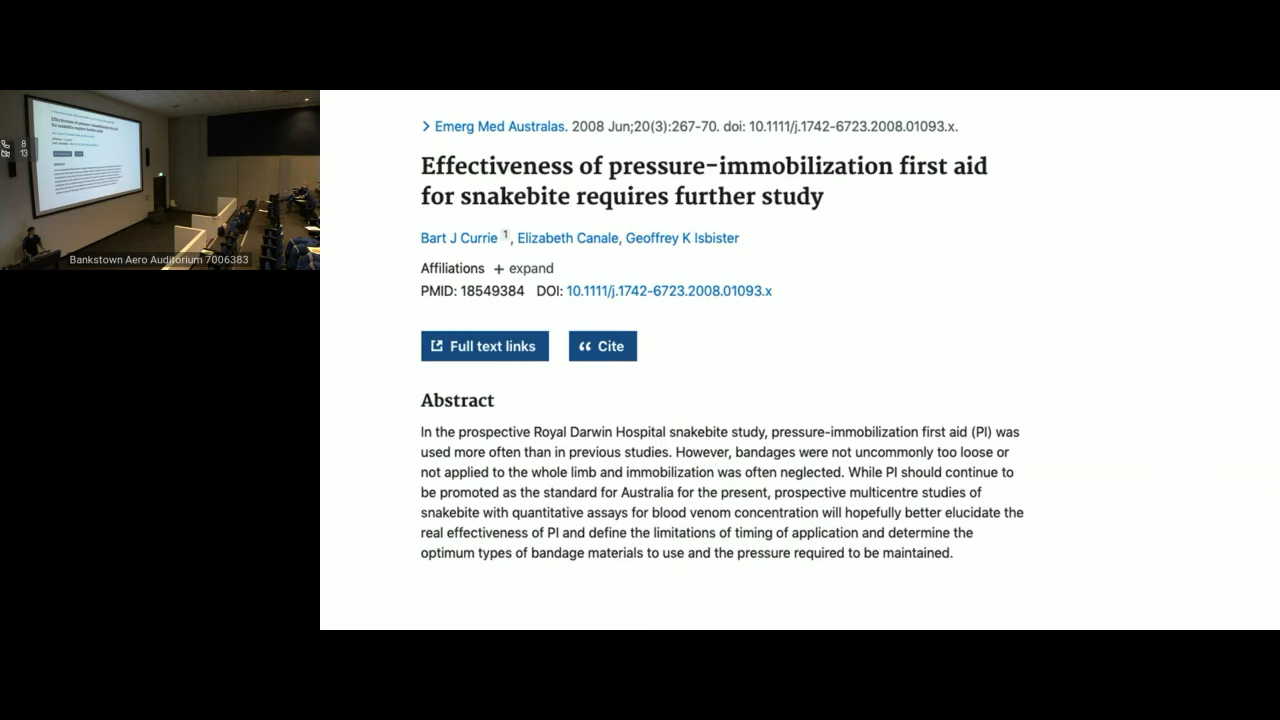 8
13
Bankstown Aero Auditorium 7006383
Emerg Med Australas. 2008 Jun;20(3):267-70. doi: 10.1111/j.1742-6723.2008.01093.x.
Effectiveness of pressure-immobilization first aid
for snakebite requires further study
Bart J Currie 1, Elizabeth Canale, Geoffrey K Isbister
Affiliations + expand
PMID: 18549384 DOI: 10.1111/j.1742-6723.2008.01093.x
Full text links
Cite
Abstract
In the prospective Royal Darwin Hospital snakebite study, pressure-immobilization first aid (PI) was
used more often than in previous studies. However, bandages were not uncommonly too loose or
not applied to the whole limb and immobilization was often neglected. While PI should continue to
be promoted as the standard for Australia for the present, prospective multicentre studies of
snakebite with quantitative assays for blood venom concentration will hopefully better elucidate the
real effectiveness of PI and define the limitations of timing of application and determine the
optimum types of bandage materials to use and the pressure required to be maintained.